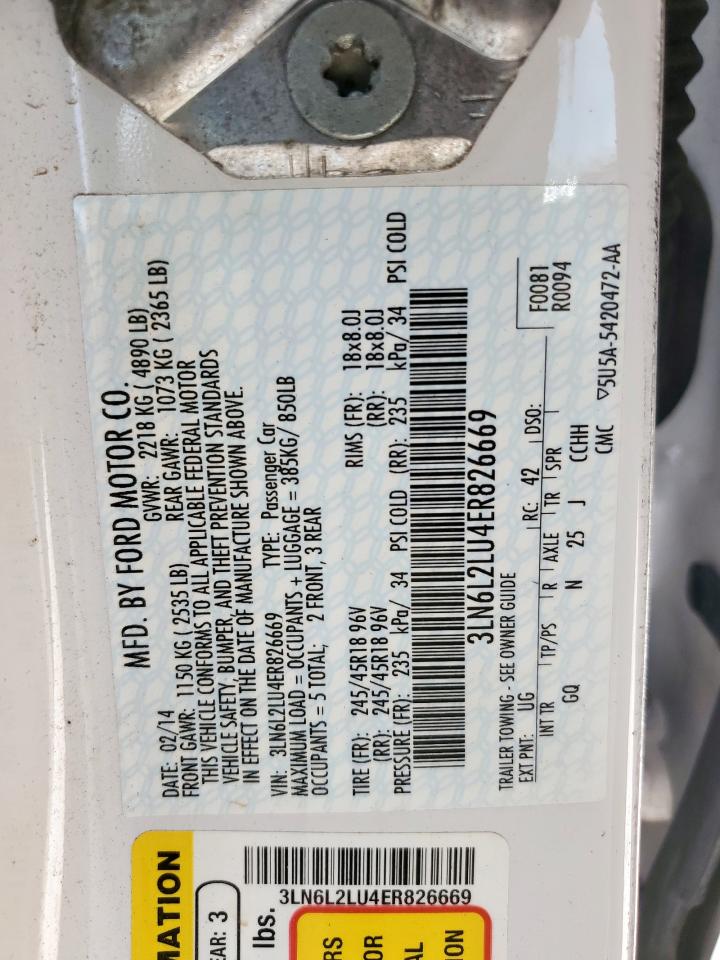 MFD. BY FORD MOTOR CO.
DATE: 02/14 GVWR: 2218 KG ( 4890 LB)
FRONT GAWR: 1150 KG ( 2535 LB) REAR GAWR: 1073 KG ( 2365 LB)
THIS VEHICLE CONFORMS TO ALL APPLICABLE FEDERAL MOTOR
VEHICLE SAFETY, BUMPER, AND THEFT PREVENTION STANDARDS
IN EFFECT ON THE DATE OF MANUFACTURE SHOWN ABOVE.
VIN: 3LN6L2LU4ER826669 TYPE: Passenger Car
MAXIMUM LOAD = OCCUPANTS + LUGGAGE = 385KG/ 850LB
OCCUPANTS = 5 TOTAL; 2 FRONT, 3 REAR
TIRE (FR): 245/45R18 96V RIMS (FR): 18x8.0J
(RR): 245/45R18 96V (RR): 18x8.0J
PRESSURE (FR): 235 kPa/ 34 PSI COLD (RR): 235 kPa/ 34 PSI COLD
3LN6L2LU4ER826669
TRAILER TOWING - SEE OWNER GUIDE F0081
EXT PNT: UG RC: 42 DSO: R0094
INT TR TP/PS R AXLE TR SPR
GQ N 25 J CCHH
CMC ▽5U5A-5420472-AA
MATION
EAR: 3
lbs.
3LN6L2LU4ER826669
RS
OR
AL
ION